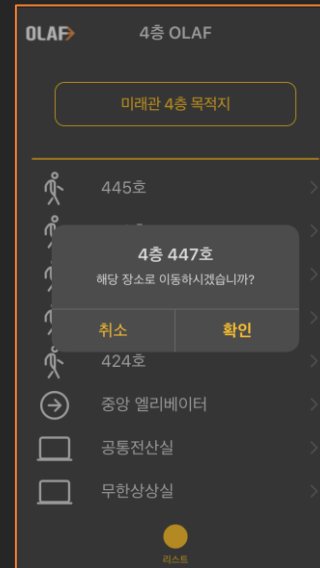 OLAF
4층 OLAF
미래관 4층 목적지
445호
4층 447호
해당 장소로 이동하시겠습니까?
취소
확인
424호
중앙 엘리베이터
공통전산실
무한상상실
리스트